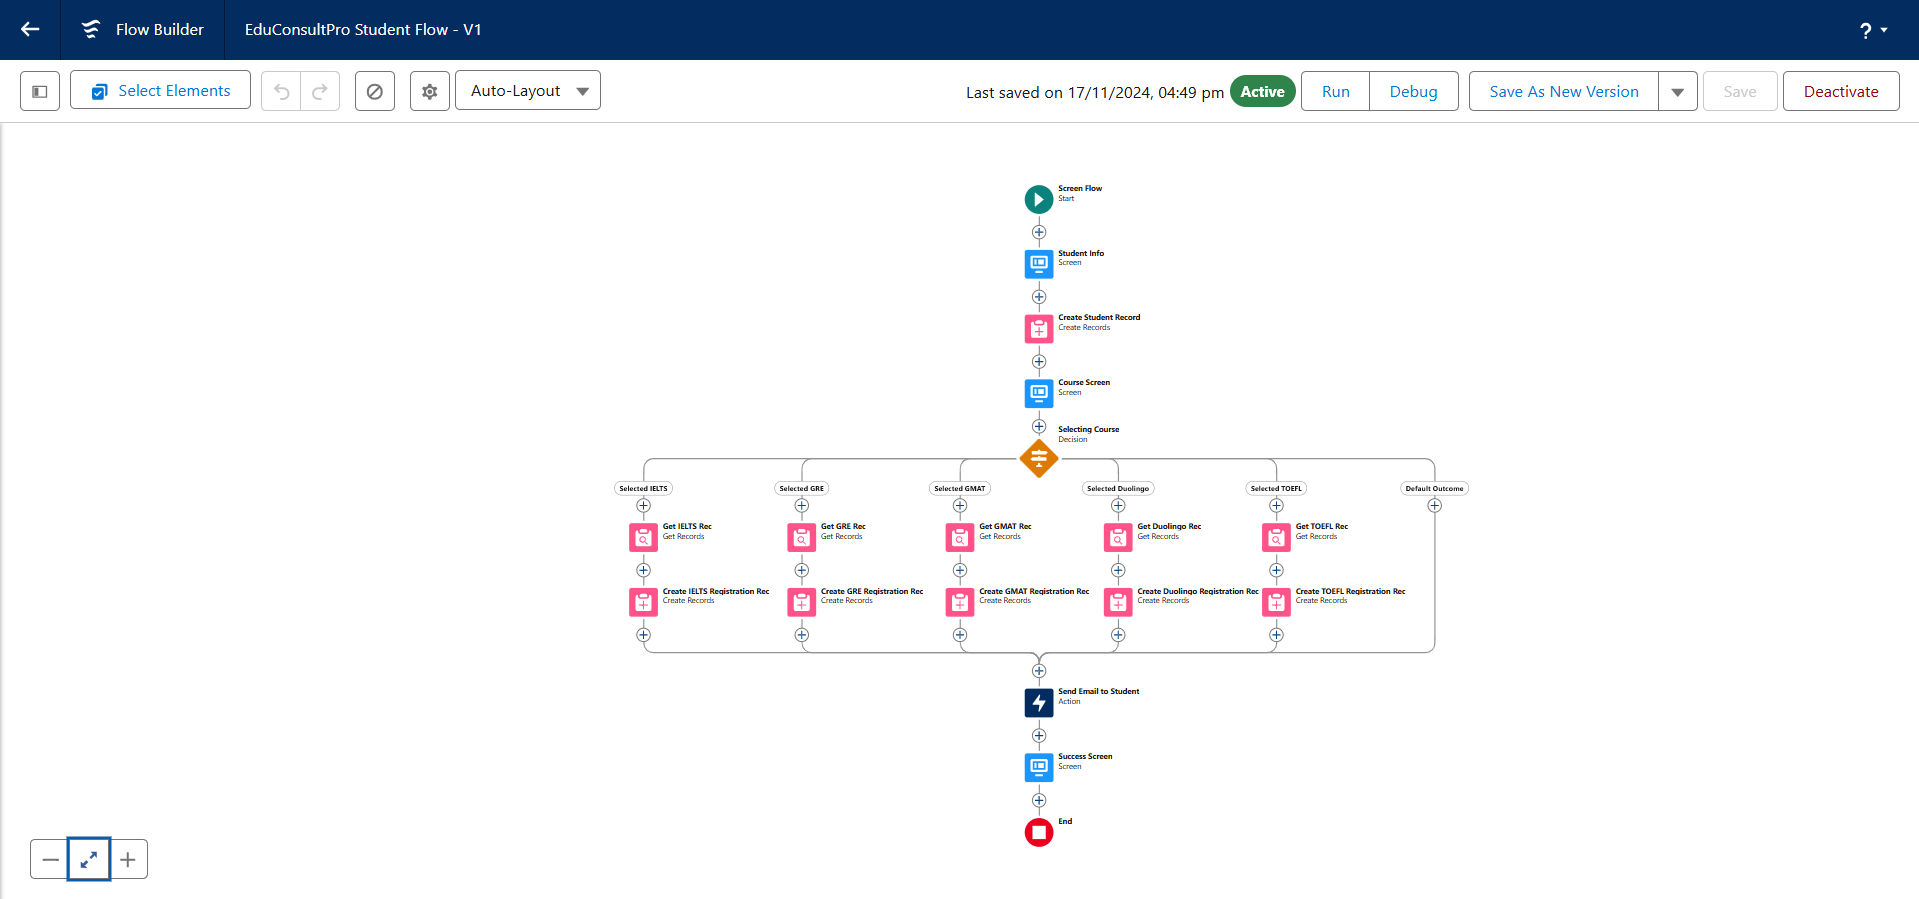 Flow Builder
EduConsultPro Student Flow - V1
?
Select Elements
Auto-Layout
Last saved on 17/11/2024, 04:49 pm
Active
Run
Debug
Save As New Version
Save
Deactivate
Screen Flow
Start
Student Info
Screen
Create Student Record
Create Records
Course Screen
Screen
Selecting Course
Decision
Selected IELTS
Selected GRE
Selected GMAT
Selected Duolingo
Selected TOEFL
Default Outcome
Get IELTS Rec
Get Records
Get GRE Rec
Get Records
Get GMAT Rec
Get Records
Get Duolingo Rec
Get Records
Get TOEFL Rec
Get Records
Create IELTS Registration Rec
Create Records
Create GRE Registration Rec
Create Records
Create GMAT Registration Rec
Create Records
Create Duolingo Registration Rec
Create Records
Create TOEFL Registration Rec
Create Records
Send Email to Student
Action
Success Screen
Screen
End